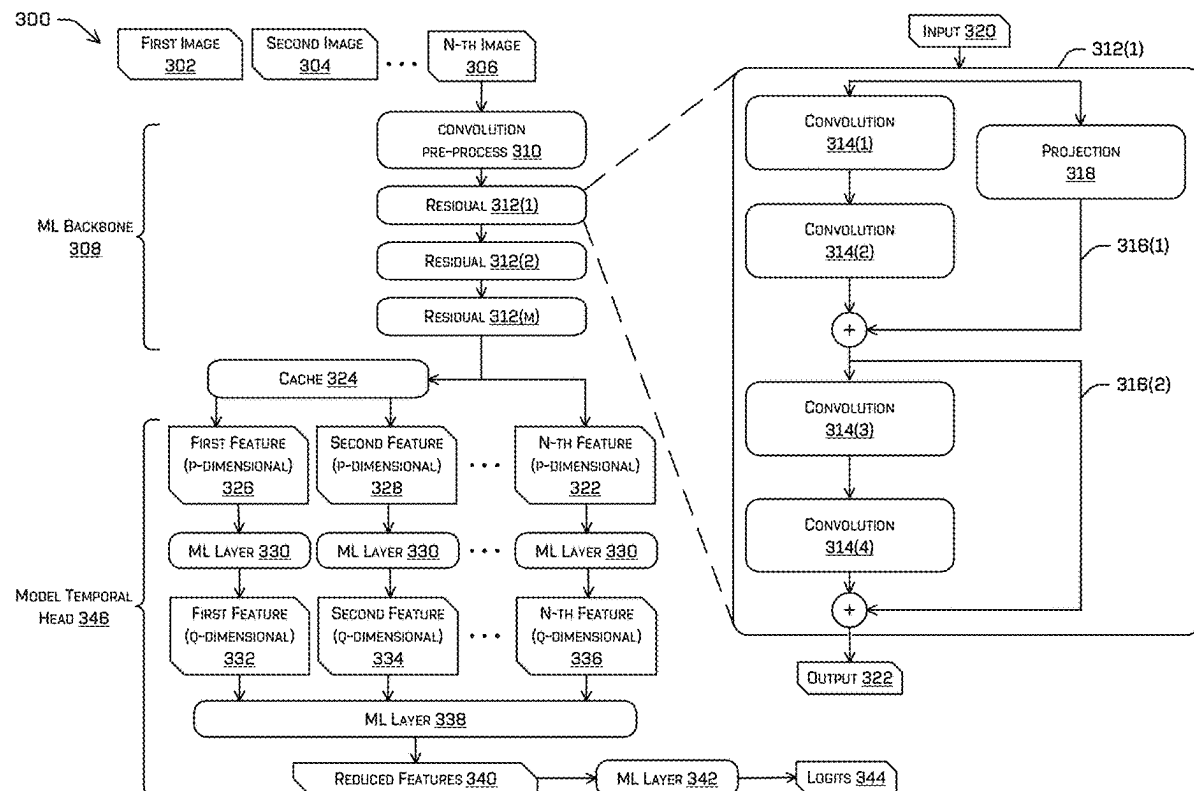 300
FIRST IMAGE
302
SECOND IMAGE
304
• • •
N-TH IMAGE
306
ML BACKBONE
308
CONVOLUTION
PRE-PROCESS 310
RESIDUAL 312(1)
RESIDUAL 312(2)
RESIDUAL 312(M)
CACHE 324
MODEL TEMPORAL
HEAD 346
FIRST FEATURE
(P-DIMENSIONAL)
326
SECOND FEATURE
(P-DIMENSIONAL)
328
• • •
N-TH FEATURE
(P-DIMENSIONAL)
322
ML LAYER 330
ML LAYER 330
• • •
ML LAYER 330
FIRST FEATURE
(Q-DIMENSIONAL)
332
SECOND FEATURE
(Q-DIMENSIONAL)
334
• • •
N-TH FEATURE
(Q-DIMENSIONAL)
336
ML LAYER 338
REDUCED FEATURES 340
ML LAYER 342
LOGITS 344
INPUT 320
312(1)
CONVOLUTION
314(1)
PROJECTION
318
CONVOLUTION
314(2)
316(1)
+
316(2)
CONVOLUTION
314(3)
CONVOLUTION
314(4)
+
OUTPUT 322